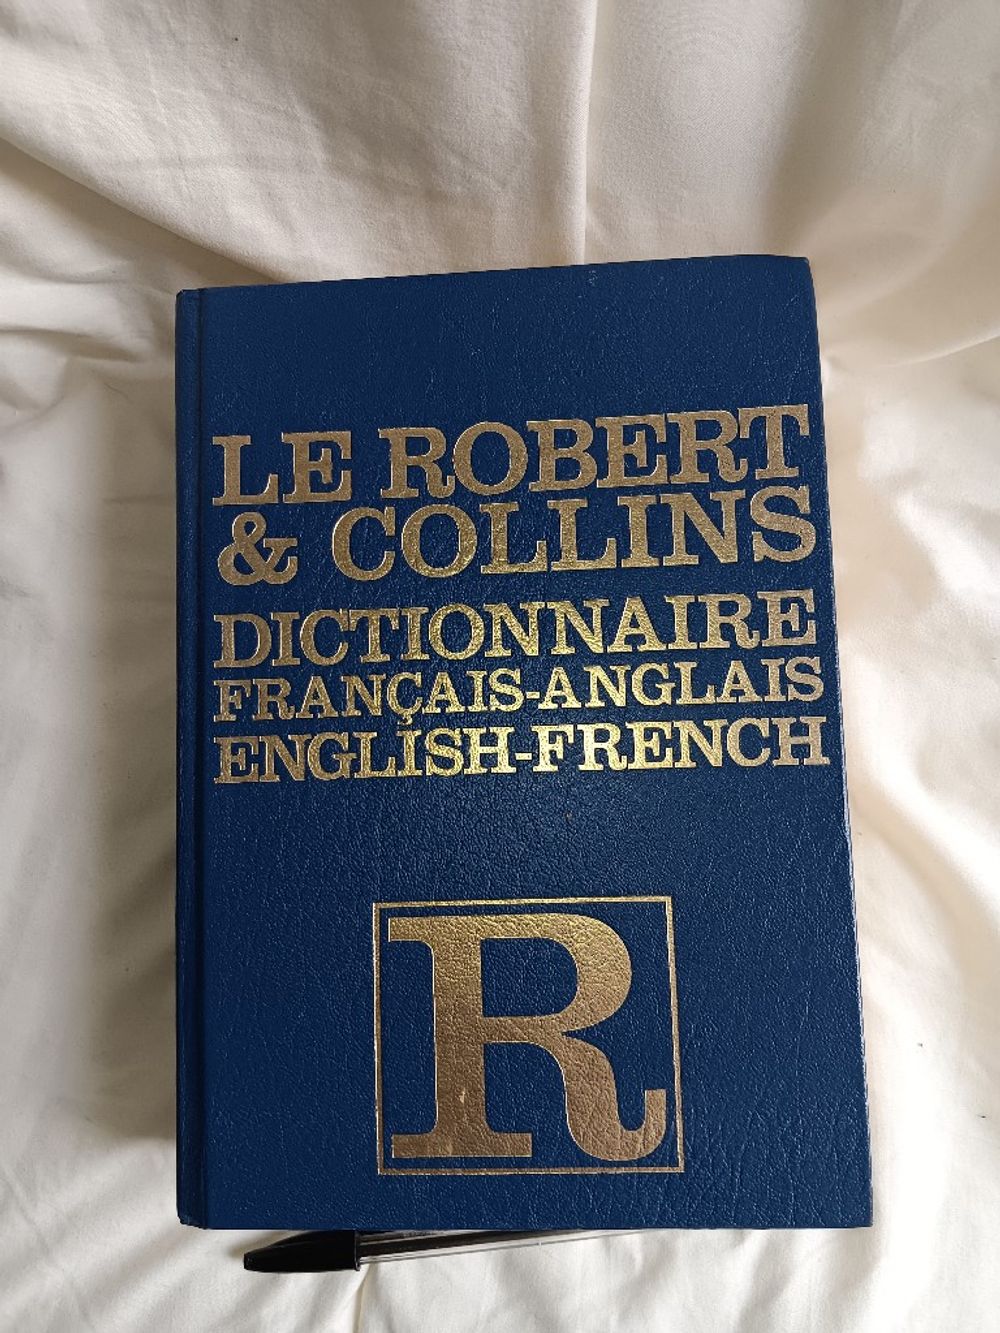 LE ROBERT
& COLLINS
DICTIONNAIRE
FRANÇAIS-ANGLAIS
ENGLISH-FRENCH
R